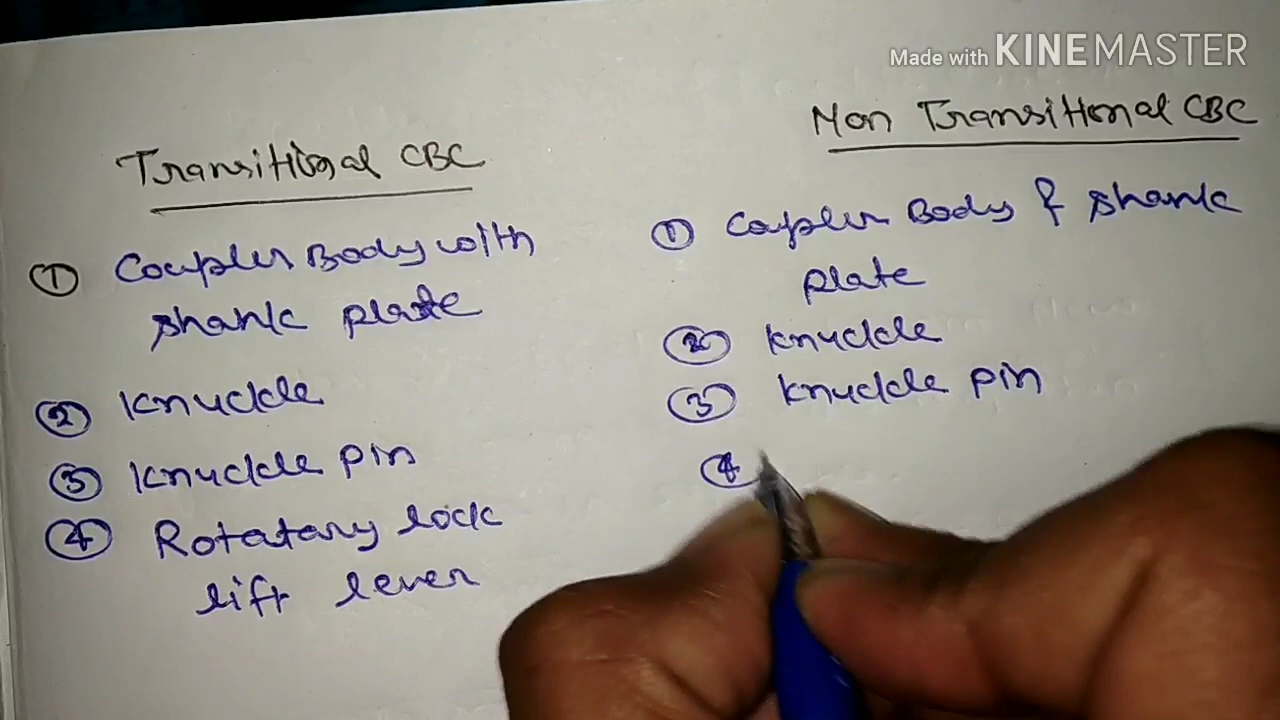 Made with KINEMASTER
Transitional CBC
① Coupler Body with
shank plate
② Knuckle
③ Knuckle pin
④ Rotatary lock
lift lever
Non Transitional CBC
① Coupler Body & shank
plate
② Knuckle
③ Knuckle pin
④